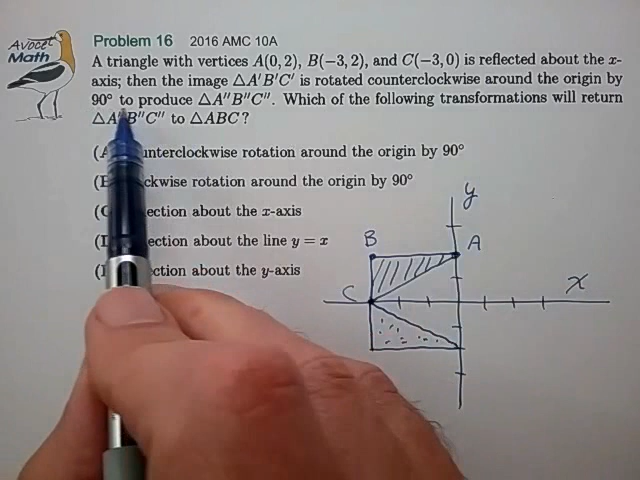 Avocet
Math
Problem 16 2016 AMC 10A
A triangle with vertices A(0, 2), B(−3, 2), and C(−3, 0) is reflected about the x-
axis; then the image △A′B′C′ is rotated counterclockwise around the origin by
90° to produce △A″B″C″. Which of the following transformations will return
△A″B″C″ to △ABC?
(A unterclockwise rotation around the origin by 90°
ckwise rotation around the origin by 90°
ection about the x-axis
ection about the line y = x
ection about the y-axis
y
B A
C x